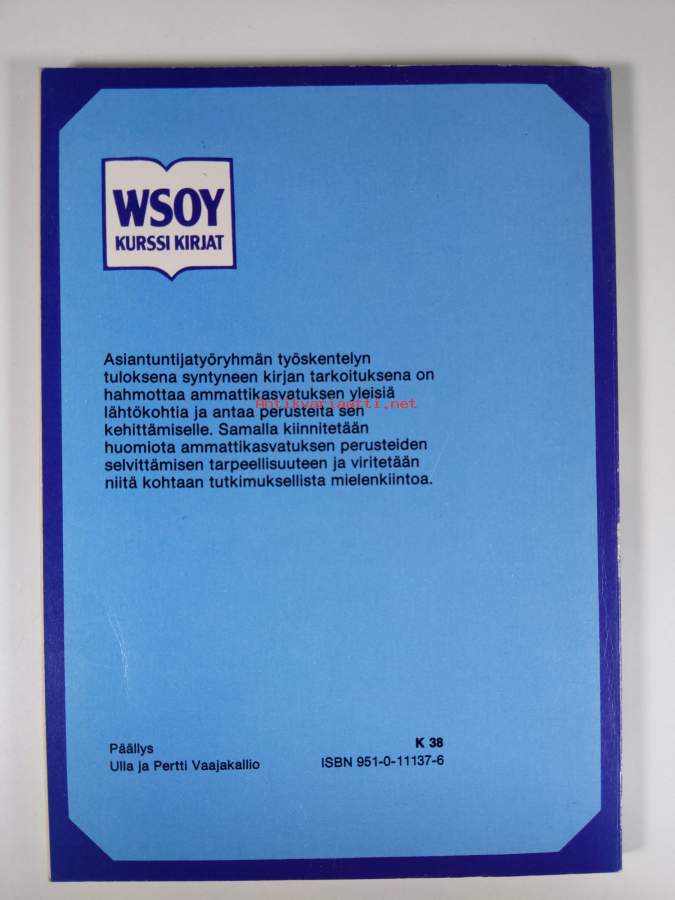 WSOY
KURSSI KIRJAT
Asiantuntijatyöryhmän työskentelyn
tuloksena syntyneen kirjan tarkoituksena on
hahmottaa ammattikasvatuksen yleisiä
lähtökohtia ja antaa perusteita sen
Antikvariaatti.net
kehittämiselle. Samalla kiinnitetään
huomiota ammattikasvatuksen perusteiden
selvittämisen tarpeellisuuteen ja viritetään
niitä kohtaan tutkimuksellista mielenkiintoa.
Päällys
Ulla ja Pertti Vaajakallio
K 38
ISBN 951-0-11137-6